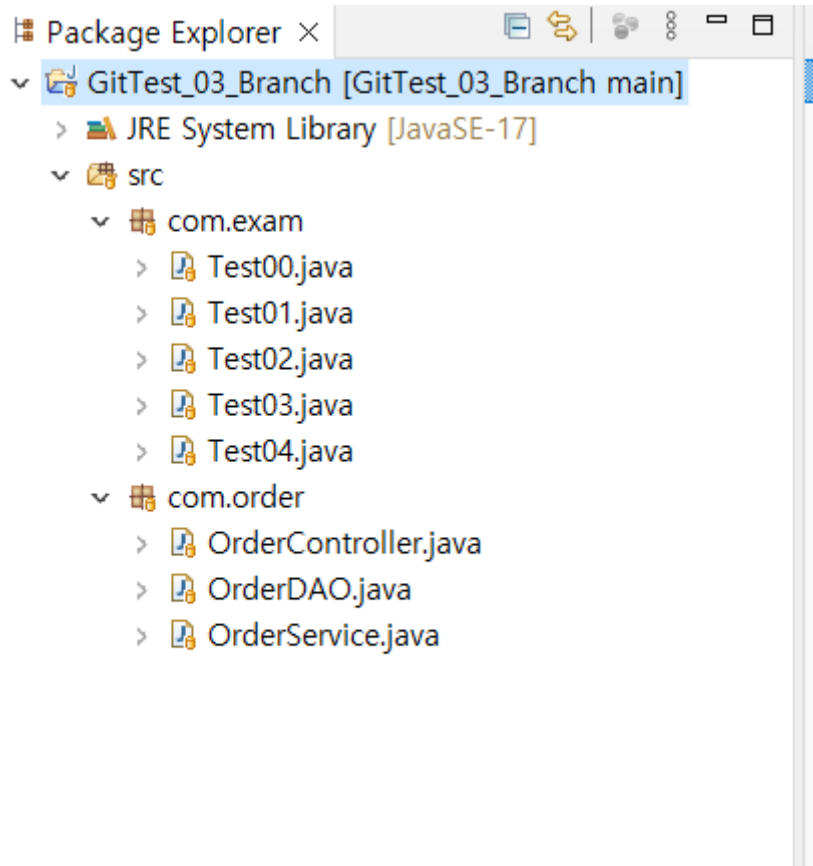 Package Explorer
GitTest_03_Branch [GitTest_03_Branch main]
JRE System Library [JavaSE-17]
src
com.exam
Test00.java
Test01.java
Test02.java
Test03.java
Test04.java
com.order
OrderController.java
OrderDAO.java
OrderService.java